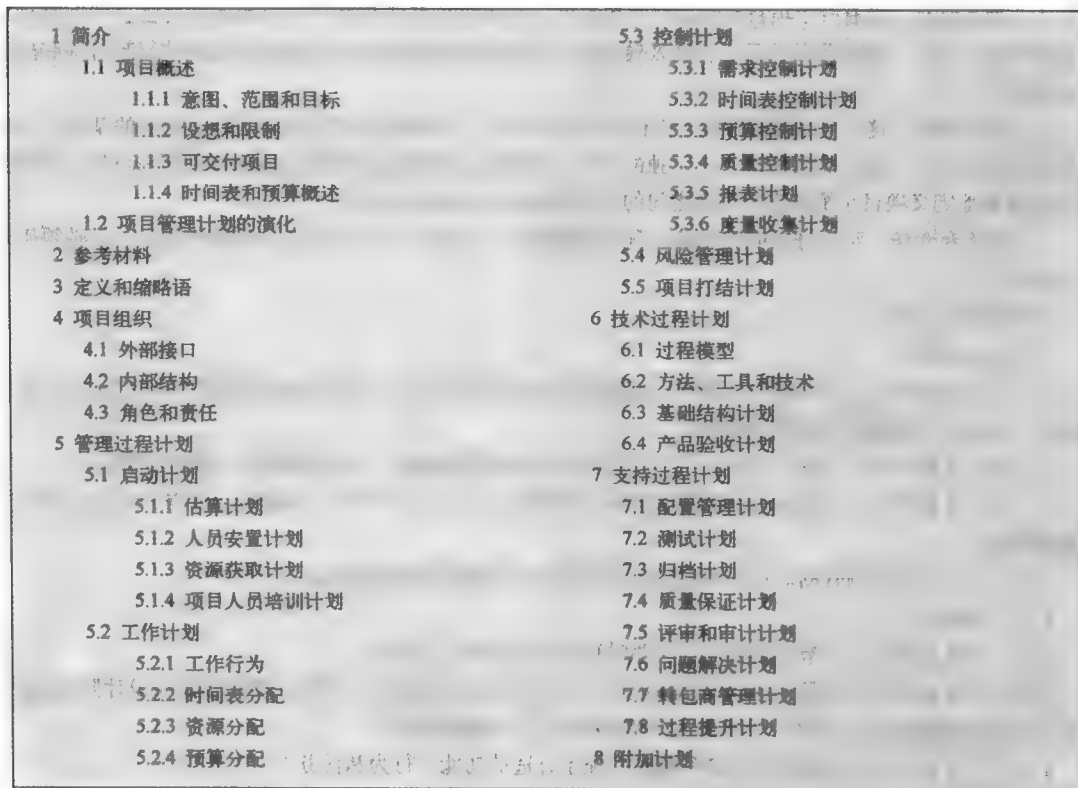 1 简介
1.1 项目概述
1.1.1 意图、范围和目标
1.1.2 设想和限制
1.1.3 可交付项目
1.1.4 时间表和预算概述
1.2 项目管理计划的演化
2 参考材料
3 定义和缩略语
4 项目组织
4.1 外部接口
4.2 内部结构
4.3 角色和责任
5 管理过程计划
5.1 启动计划
5.1.1 估算计划
5.1.2 人员安置计划
5.1.3 资源获取计划
5.1.4 项目人员培训计划
5.2 工作计划
5.2.1 工作行为
5.2.2 时间表分配
5.2.3 资源分配
5.2.4 预算分配
5.3 控制计划
5.3.1 需求控制计划
5.3.2 时间表控制计划
5.3.3 预算控制计划
5.3.4 质量控制计划
5.3.5 报表计划
5.3.6 度量收集计划
5.4 风险管理计划
5.5 项目打结计划
6 技术过程计划
6.1 过程模型
6.2 方法、工具和技术
6.3 基础结构计划
6.4 产品验收计划
7 支持过程计划
7.1 配置管理计划
7.2 测试计划
7.3 归档计划
7.4 质量保证计划
7.5 评审和审计计划
7.6 问题解决计划
7.7 转包商管理计划
7.8 过程提升计划
8 附加计划